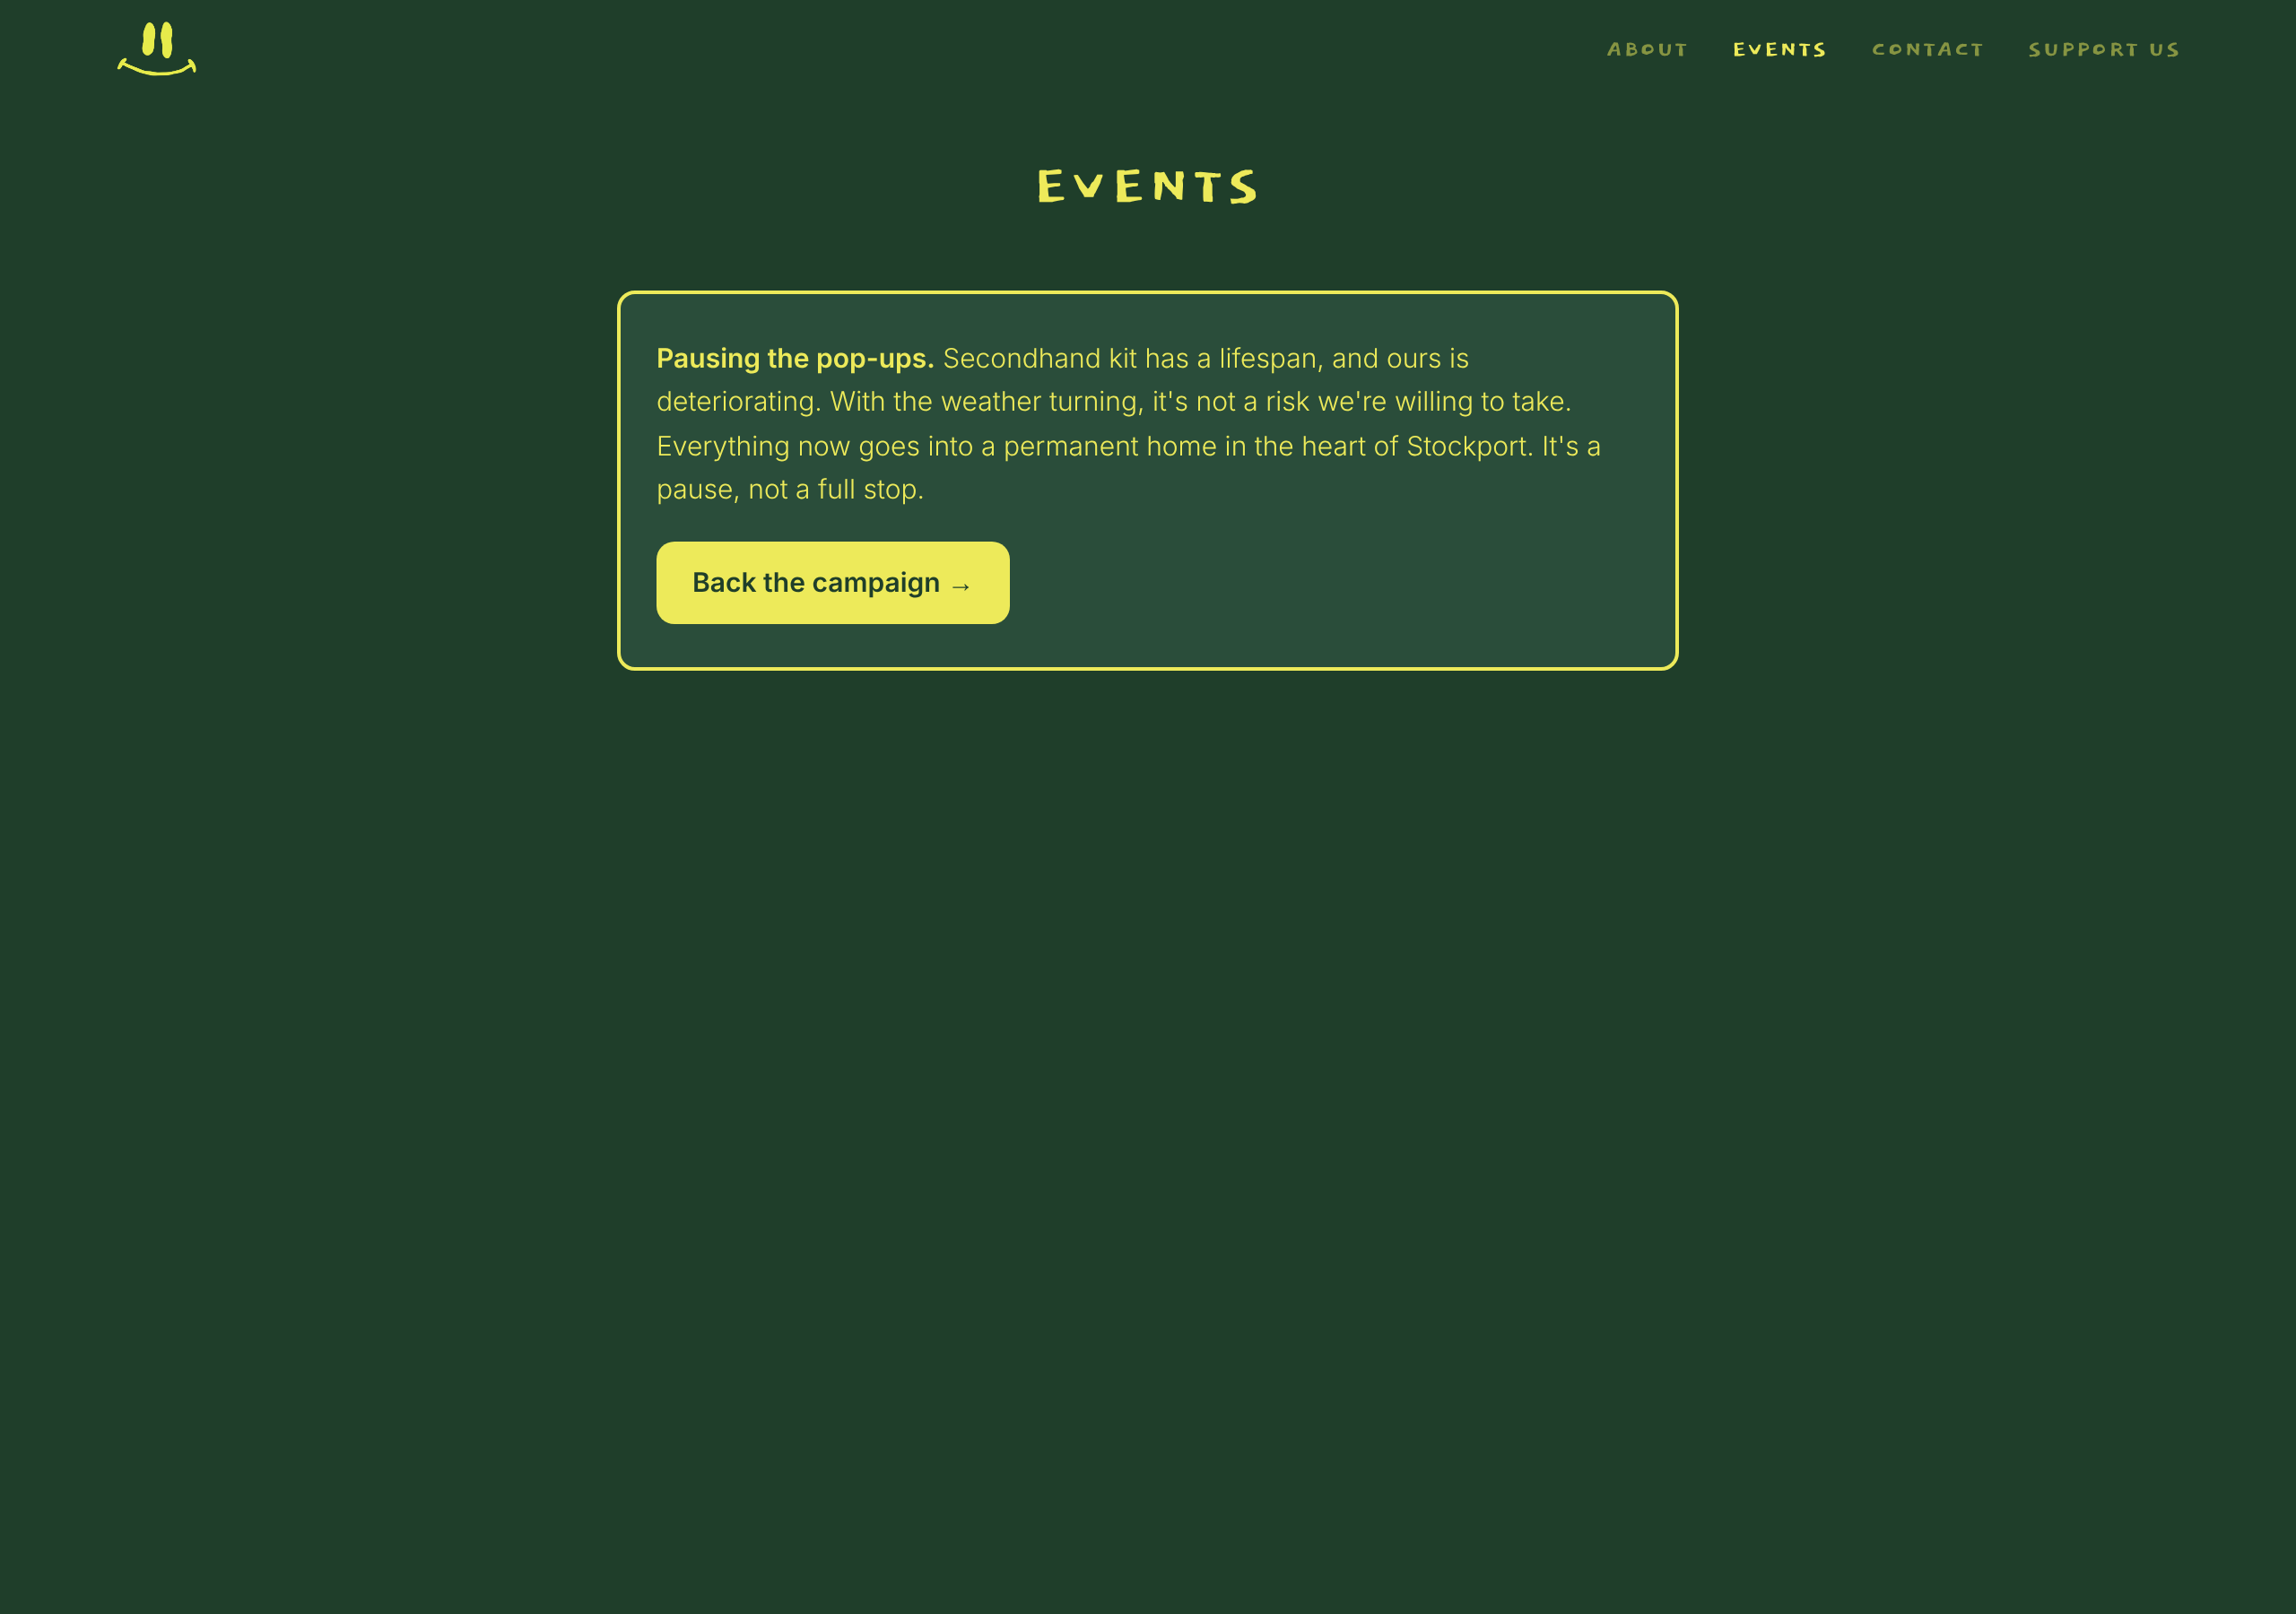 ABOUT EVENTS CONTACT SUPPORT US
EVENTS
Pausing the pop-ups. Secondhand kit has a lifespan, and ours is
deteriorating. With the weather turning, it's not a risk we're willing to take.
Everything now goes into a permanent home in the heart of Stockport. It's a
pause, not a full stop.
Back the campaign →